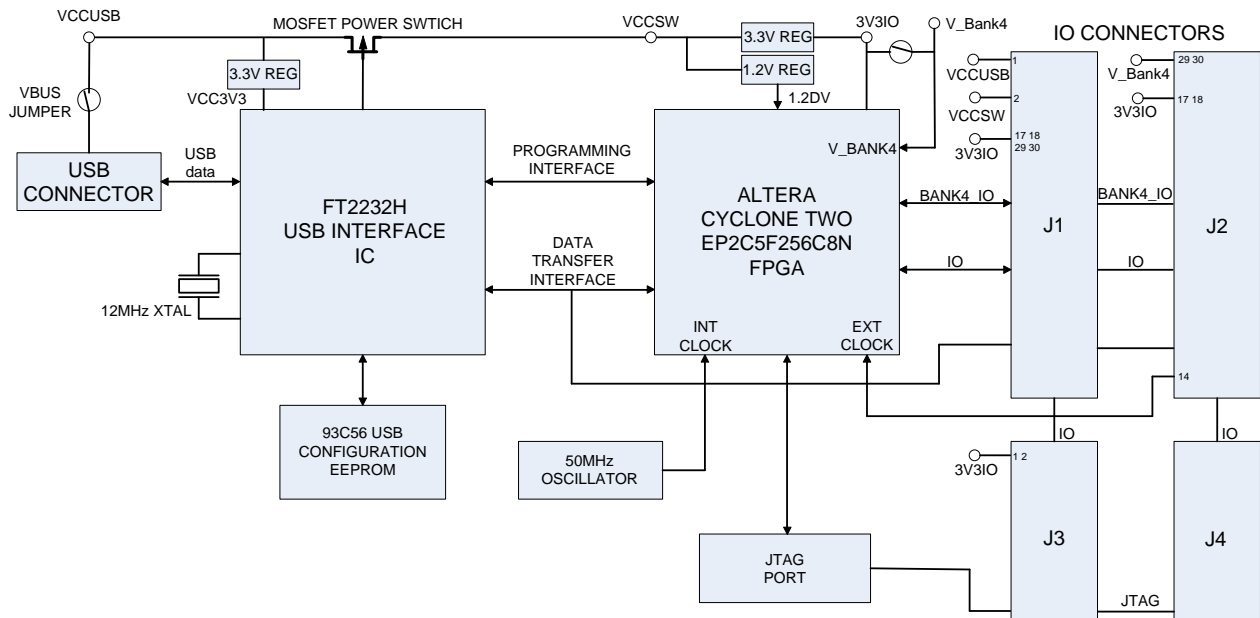 MOSFET POWER SWTICH
VCCUSB
VCCSW
3V3IO
V_Bank4
IO CONNECTORS
3.3V REG
3.3V REG
1.2V REG
VCC3V3
1.2DV
VBUS
JUMPER
1
VCCUSB
2
VCCSW
17 18
29 30
3V3IO
29 30
V_Bank4
17 18
3V3IO
USB
CONNECTOR
USB
data
FT2232H
USB INTERFACE
IC
PROGRAMMING
INTERFACE
DATA
TRANSFER
INTERFACE
V_BANK4
ALTERA
CYCLONE TWO
EP2C5F256C8N
FPGA
INT
CLOCK
EXT
CLOCK
BANK4_IO
IO
J1
BANK4_IO
IO
J2
14
12MHz XTAL
93C56 USB
CONFIGURATION
EEPROM
50MHz
OSCILLATOR
IO
IO
1 2
3V3IO
J3
J4
JTAG
PORT
JTAG